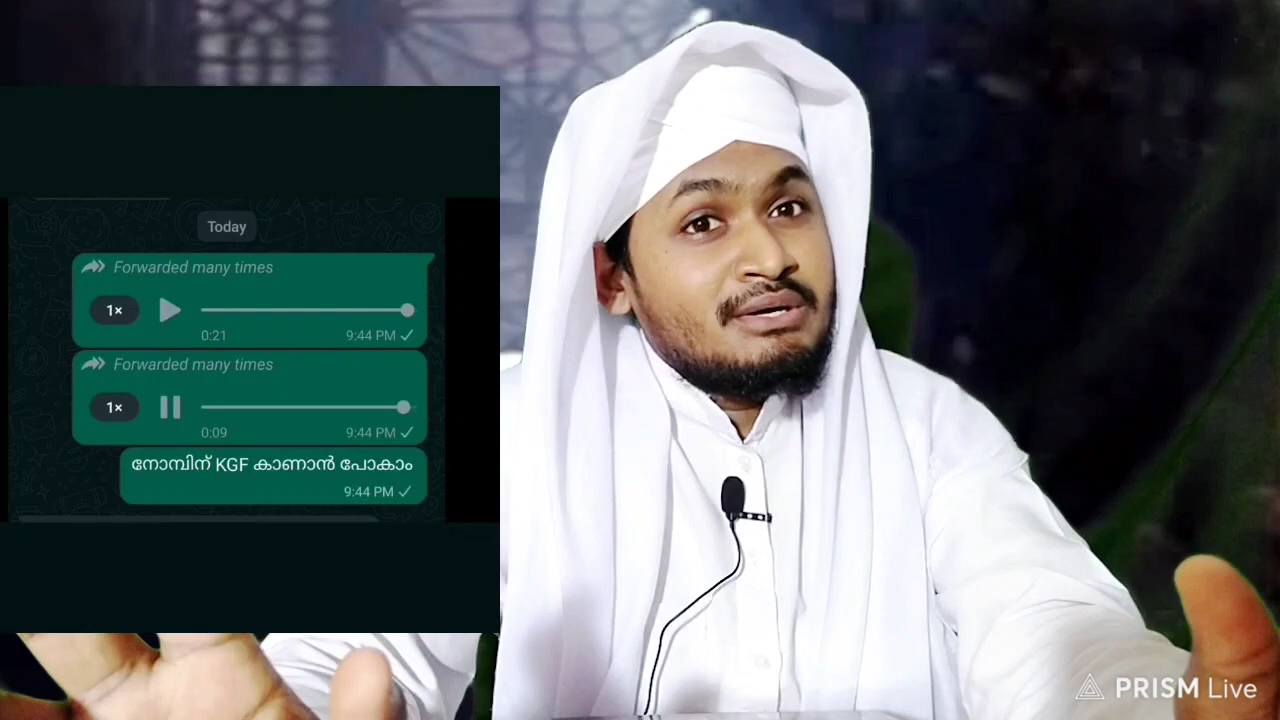 Today
Forwarded many times
1×
0:21 9:44 PM
Forwarded many times
1×
0:09 9:44 PM
നോമ്പിന് KGF കാണാൻ പോകാം
9:44 PM
PRISM Live